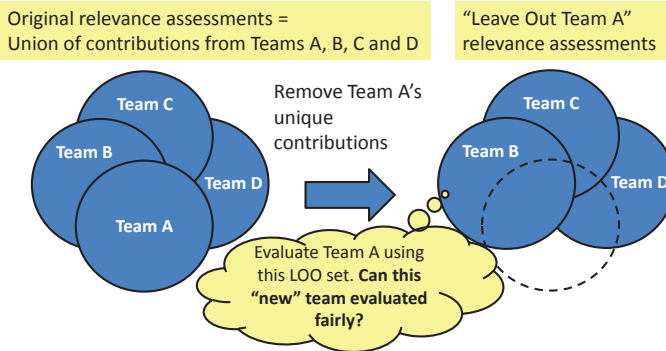 Original relevance assessments =
Union of contributions from Teams A, B, C and D
“Leave Out Team A”
relevance assessments
Team C
Team B
Team D
Team A
Remove Team A’s
unique
contributions
Team C
Team B
Team D
Evaluate Team A using
this LOO set. Can this
“new” team evaluated
fairly?